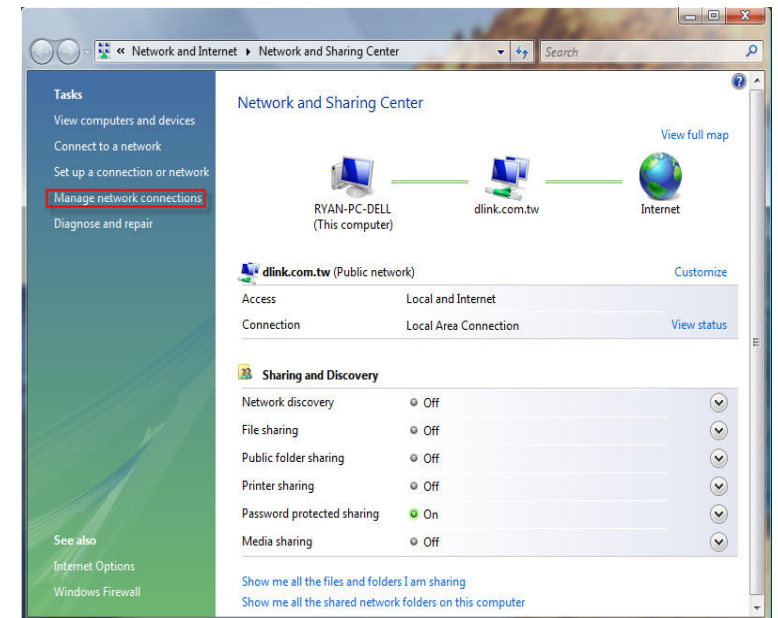 « Network and Internet ▸ Network and Sharing Center
Search
Tasks
View computers and devices
Connect to a network
Set up a connection or network
Manage network connections
Diagnose and repair
See also
Internet Options
Windows Firewall
Network and Sharing Center
View full map
RYAN-PC-DELL
(This computer)
dlink.com.tw
Internet
dlink.com.tw (Public network)
Customize
Access Local and Internet
Connection Local Area Connection View status
Sharing and Discovery
Network discovery Off
File sharing Off
Public folder sharing Off
Printer sharing Off
Password protected sharing On
Media sharing Off
Show me all the files and folders I am sharing
Show me all the shared network folders on this computer